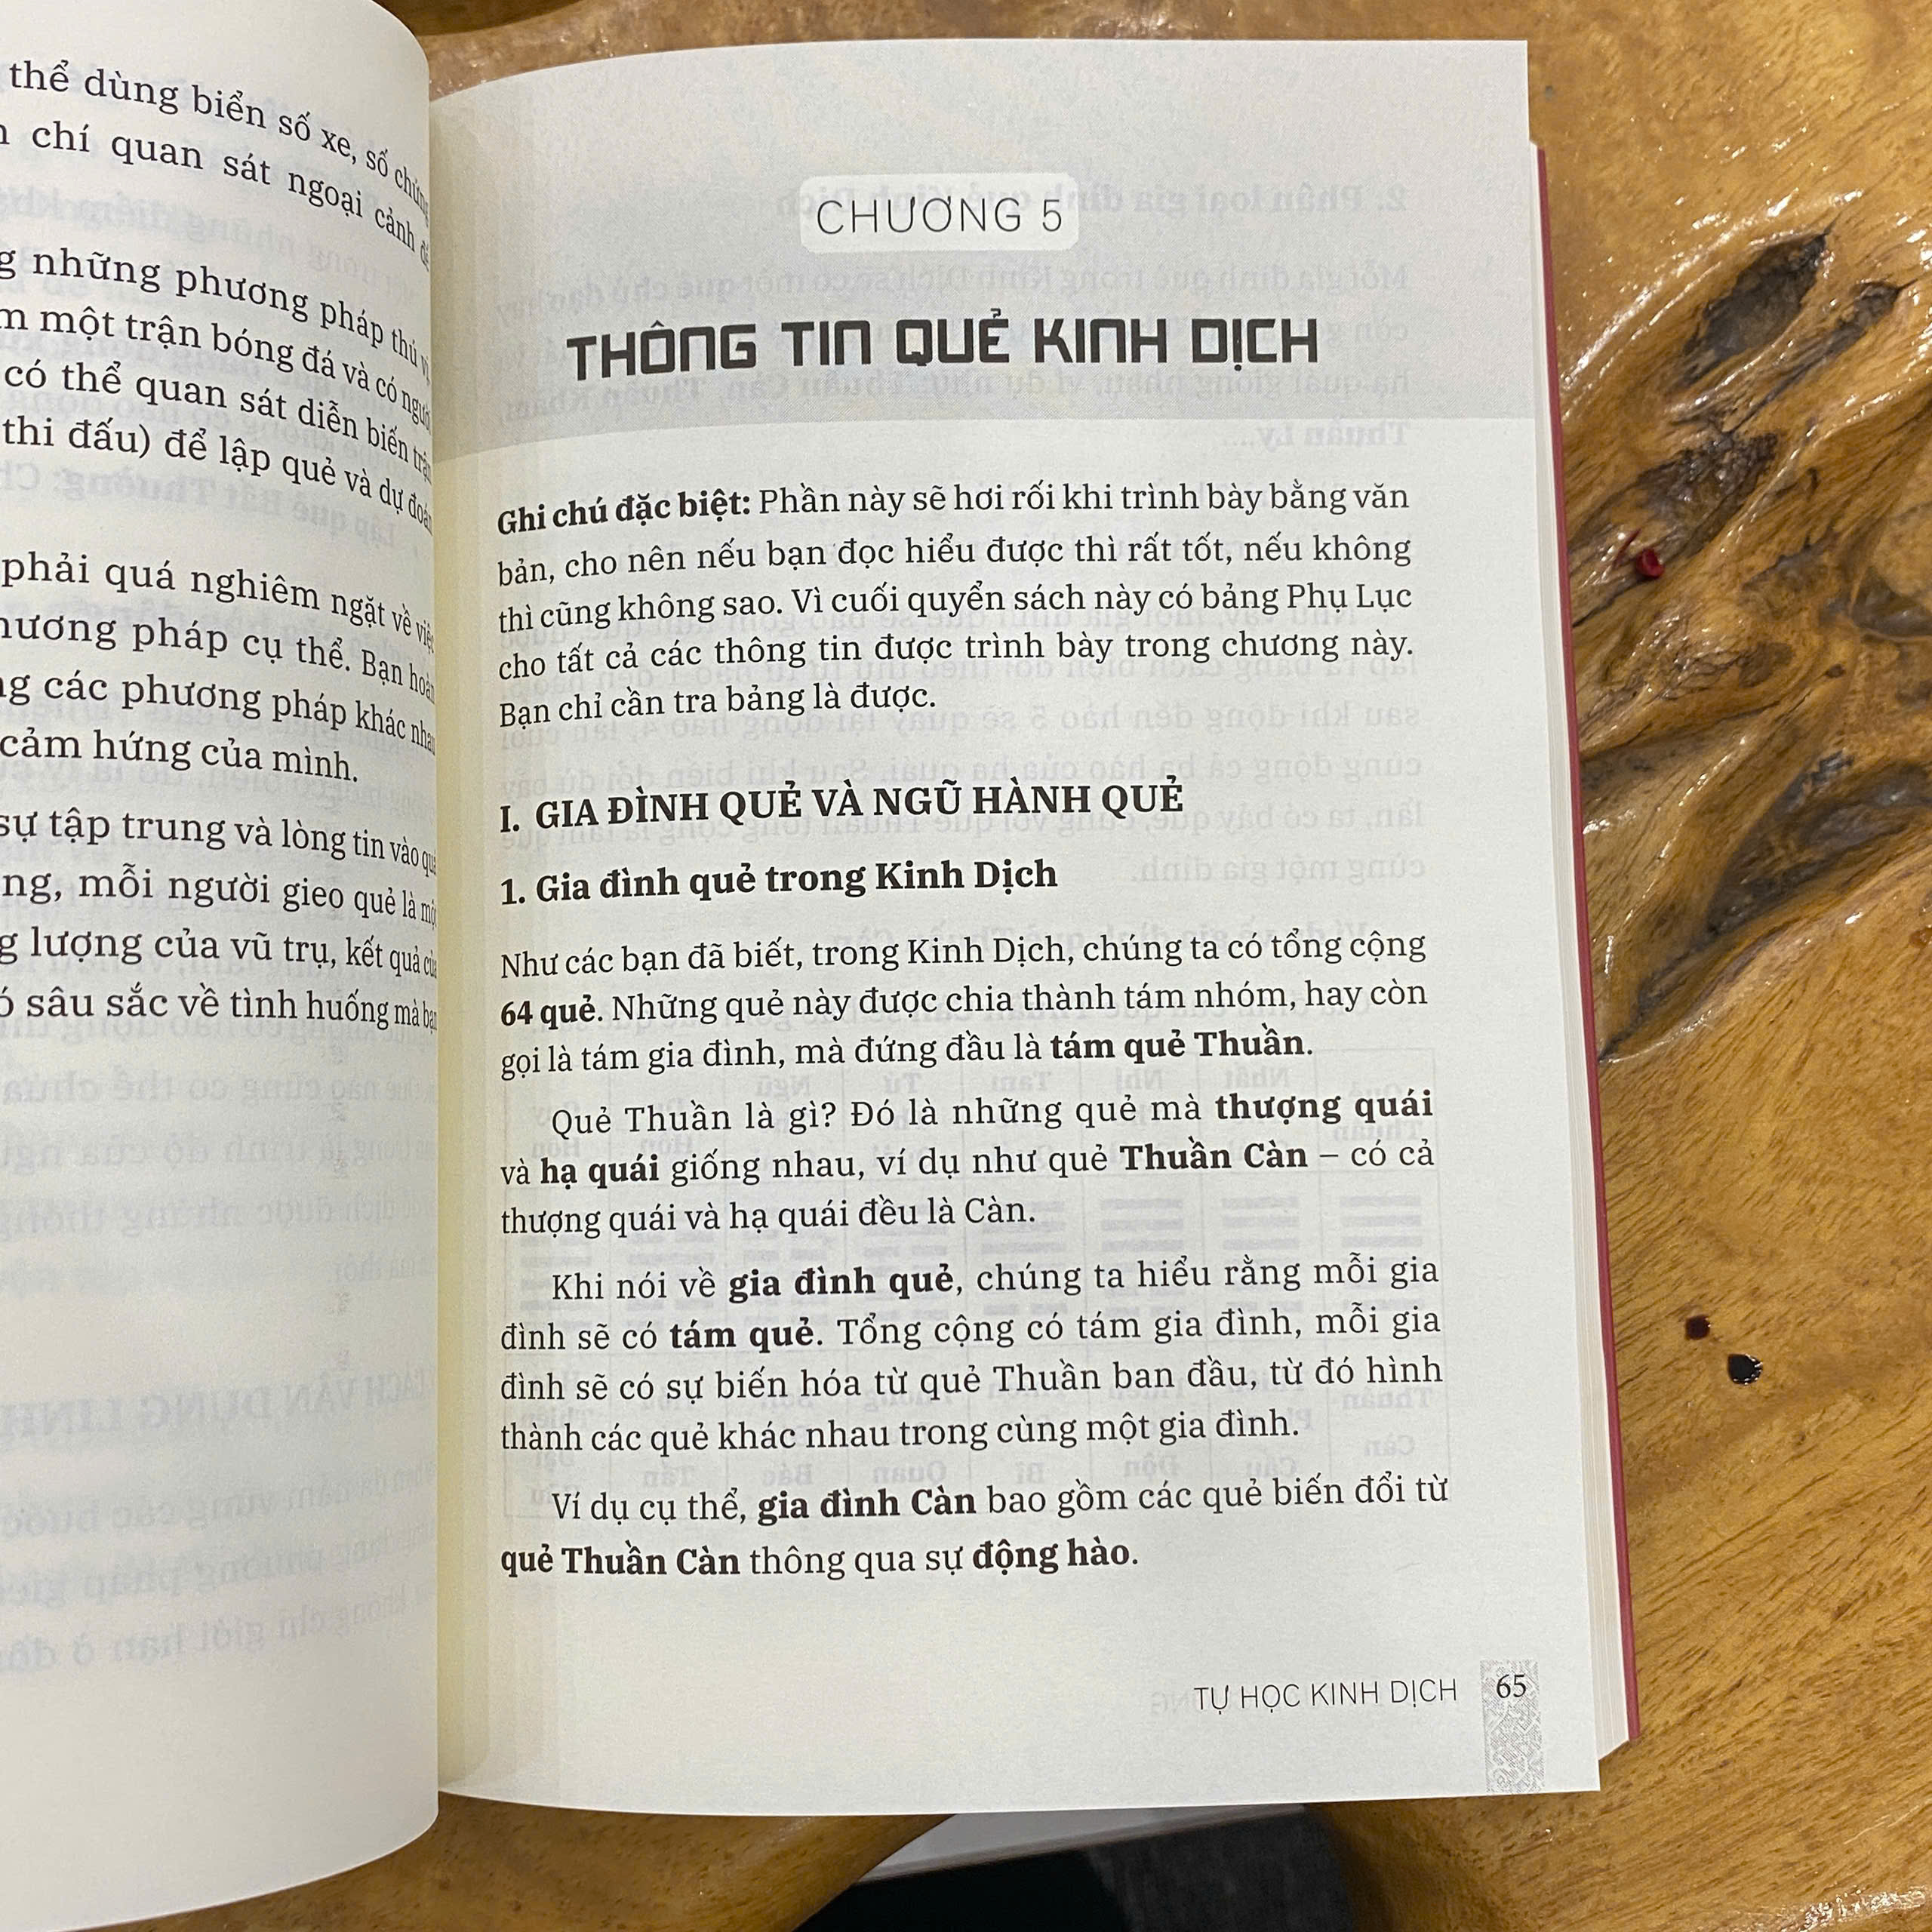 thể dùng biển số xe, số chứng
chí quan sát ngoại cảnh để
những phương pháp thú vị,
một trận bóng đá và có người
có thể quan sát diễn biến trận
thi đấu) để lập quẻ và dự đoán
phải quá nghiêm ngặt về việc
pháp cụ thể. Bạn hoàn
các phương pháp khác nhau
cảm hứng của mình.
sự tập trung và lòng tin vào quẻ
mỗi người gieo quẻ là một
lượng của vũ trụ, kết quả của
sâu sắc về tình huống mà bạn
CHƯƠNG 5
THÔNG TIN QUẺ KINH DỊCH
Ghi chú đặc biệt: Phần này sẽ hơi rối khi trình bày bằng văn
bản, cho nên nếu bạn đọc hiểu được thì rất tốt, nếu không
thì cũng không sao. Vì cuối quyển sách này có bảng Phụ Lục
cho tất cả các thông tin được trình bày trong chương này.
Bạn chỉ cần tra bảng là được.
I. GIA ĐÌNH QUẺ VÀ NGŨ HÀNH QUẺ
1. Gia đình quẻ trong Kinh Dịch
Như các bạn đã biết, trong Kinh Dịch, chúng ta có tổng cộng
64 quẻ. Những quẻ này được chia thành tám nhóm, hay còn
gọi là tám gia đình, mà đứng đầu là tám quẻ Thuần.
Quẻ Thuần là gì? Đó là những quẻ mà thượng quái
và hạ quái giống nhau, ví dụ như quẻ Thuần Càn – có cả
thượng quái và hạ quái đều là Càn.
Khi nói về gia đình quẻ, chúng ta hiểu rằng mỗi gia
đình sẽ có tám quẻ. Tổng cộng có tám gia đình, mỗi gia
đình sẽ có sự biến hóa từ quẻ Thuần ban đầu, từ đó hình
thành các quẻ khác nhau trong cùng một gia đình.
Ví dụ cụ thể, gia đình Càn bao gồm các quẻ biến đổi từ
quẻ Thuần Càn thông qua sự động hào.
TỰ HỌC KINH DỊCH 65